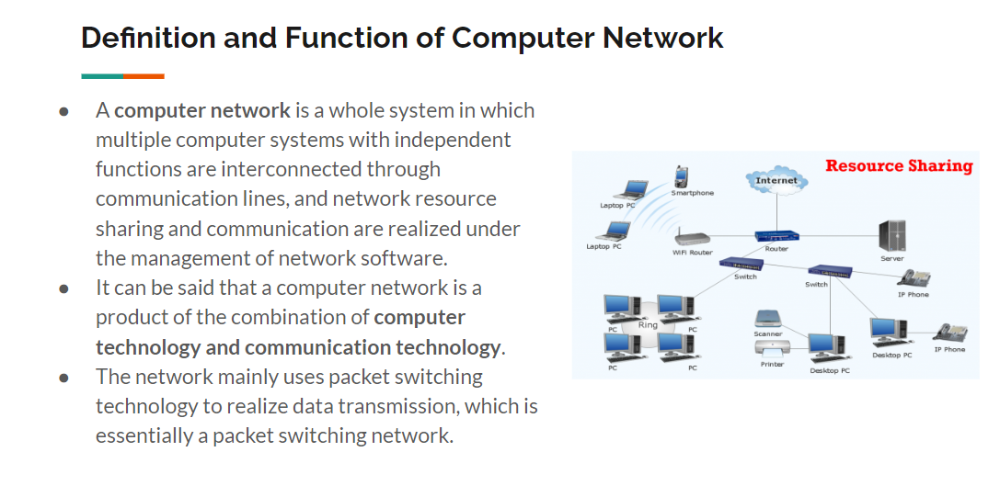 Definition and Function of Computer Network
● A computer network is a whole system in which
multiple computer systems with independent
functions are interconnected through
communication lines, and network resource
sharing and communication are realized under
the management of network software.
● It can be said that a computer network is a
product of the combination of computer
technology and communication technology.
● The network mainly uses packet switching
technology to realize data transmission, which is
essentially a packet switching network.
Resource Sharing
Internet
Smartphone
Laptop PC
Laptop PC
WiFi Router
Router
Server
Switch
Switch
IP Phone
Ring
PC
PC
PC
PC
Scanner
Printer
Desktop PC
Desktop PC
IP Phone